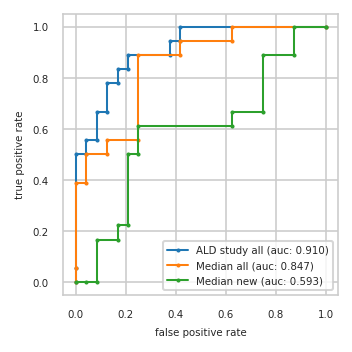 1.0
0.8
0.6
0.4
0.2
0.0
true positive rate
ALD study all (auc: 0.910)
Median all (auc: 0.847)
Median new (auc: 0.593)
0.0 0.2 0.4 0.6 0.8 1.0
false positive rate